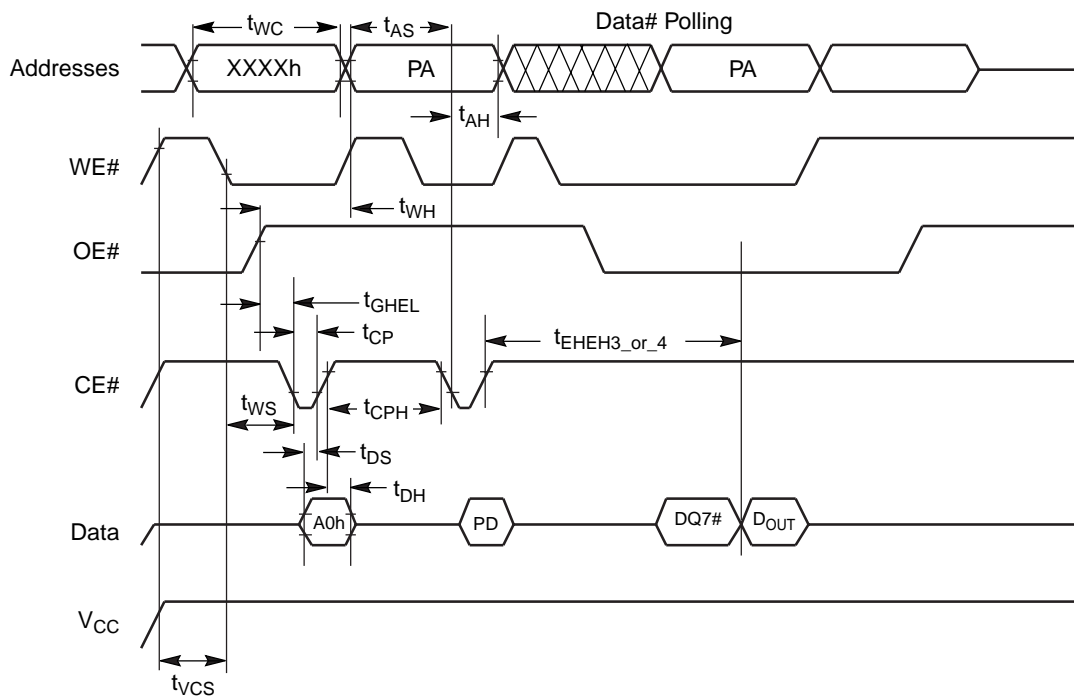 Data# Polling
tWC
tAS
Addresses
XXXXh
PA
PA
tAH
WE#
tWH
OE#
tGHEL
tCP
tEHEH3_or_4
CE#
tWS
tCPH
tDS
tDH
Data
A0h
PD
DQ7#
DOUT
VCC
tVCS